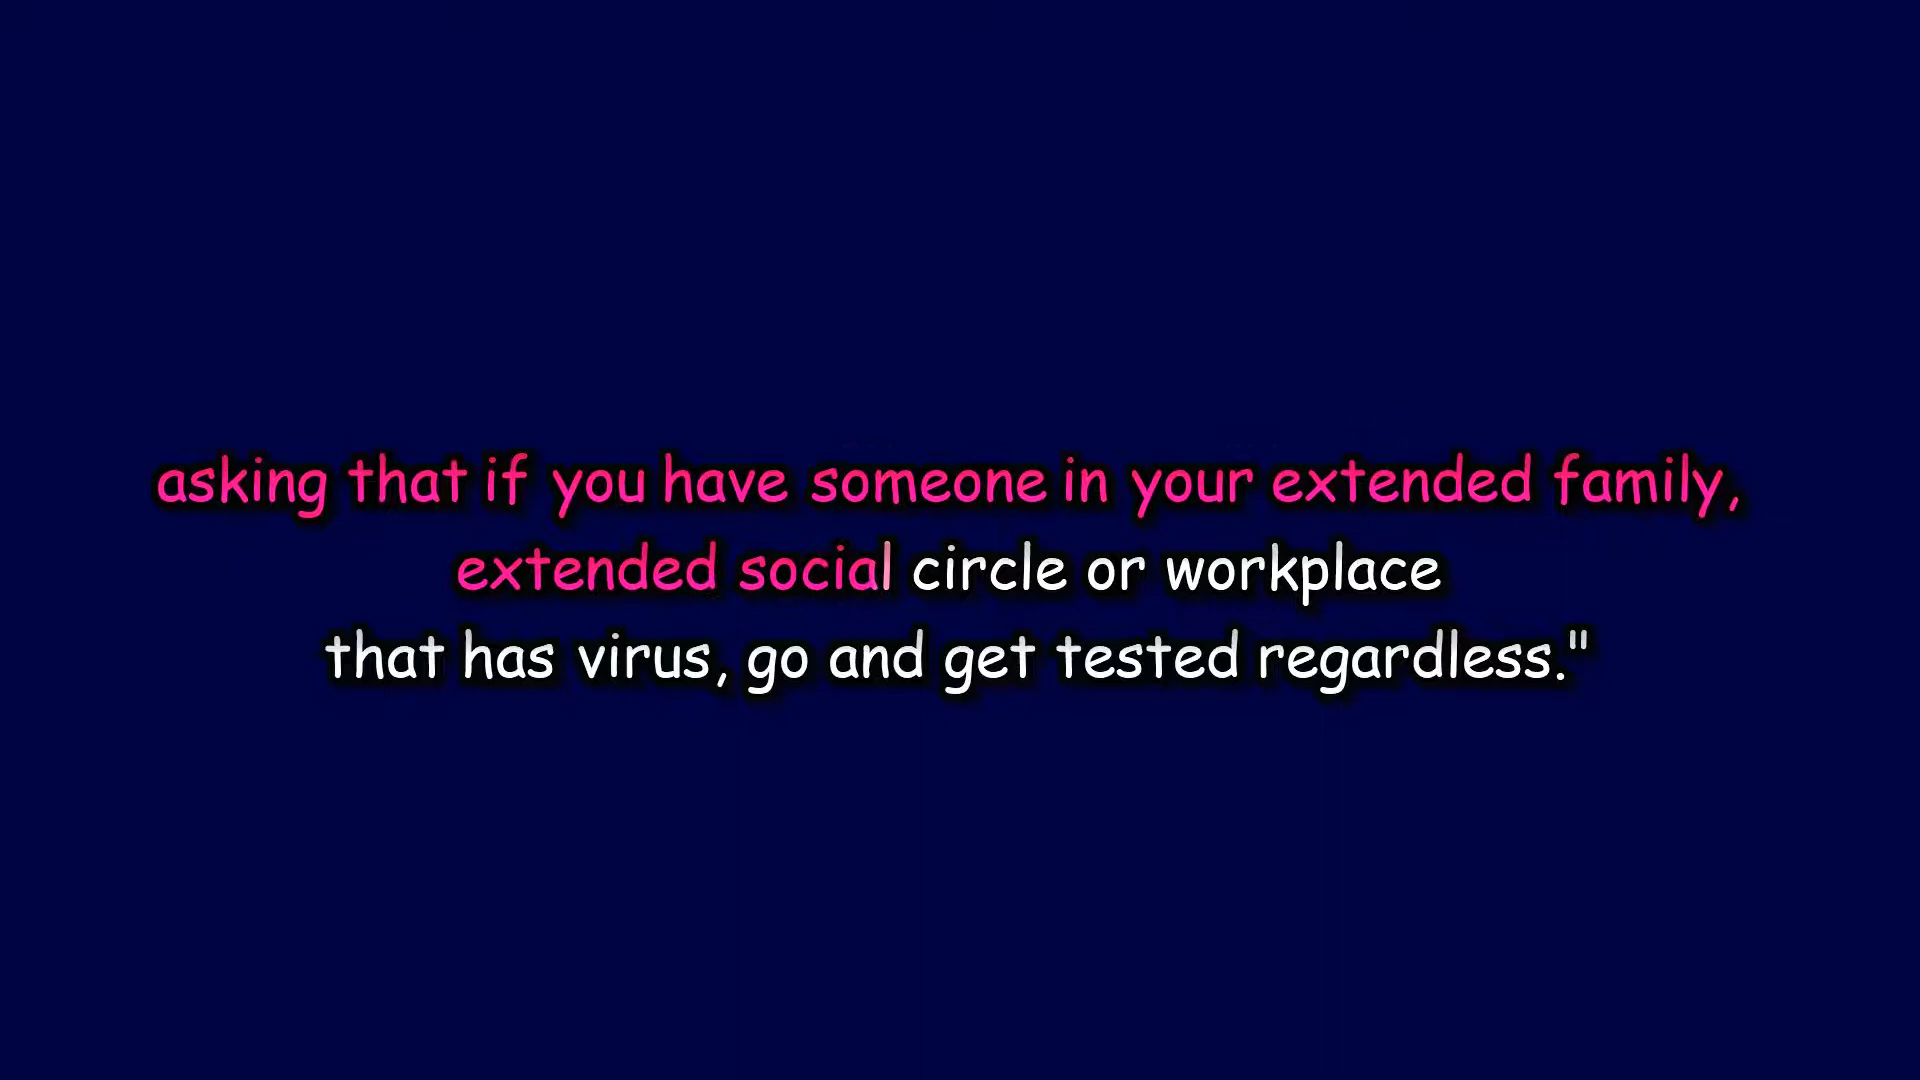 asking that if you have someone in your extended family,
extended social circle or workplace
that has virus, go and get tested regardless."